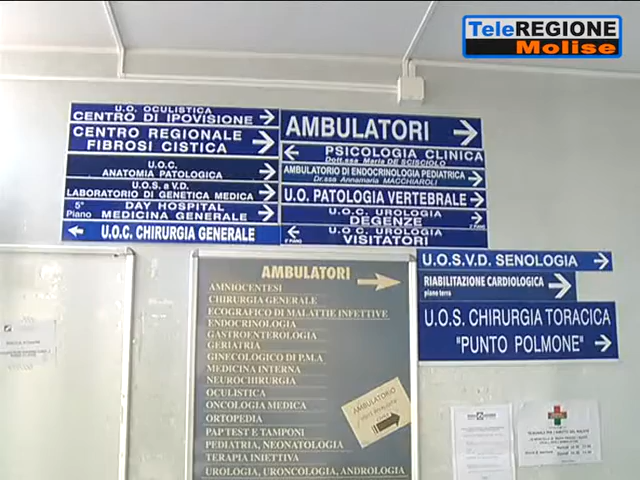 TeleREGIONE
Molise
U.O. OCULISTICA
CENTRO DI IPOVISIONE
CENTRO REGIONALE
FIBROSI CISTICA
U.O.C.
ANATOMIA PATOLOGICA
U.O.S. a V.D.
LABORATORIO DI GENETICA MEDICA
5° Piano
DAY HOSPITAL
MEDICINA GENERALE
U.O.C. CHIRURGIA GENERALE
AMBULATORI
PSICOLOGIA CLINICA
Dott.ssa Maria DE SCISCIOLO
AMBULATORIO DI ENDOCRINOLOGIA PEDIATRICA
Dr.ssa Annamaria MACCHIAROLI
U.O. PATOLOGIA VERTEBRALE
U.O.C. UROLOGIA
DEGENZE
U.O.C. UROLOGIA
VISITATORI
U.O.S.V.D. SENOLOGIA
RIABILITAZIONE CARDIOLOGICA
piano terra
U.O.S. CHIRURGIA TORACICA
"PUNTO POLMONE"
AMBULATORI
AMNIOCENTESI
CHIRURGIA GENERALE
ECOGRAFICO DI MALATTIE INFETTIVE
ENDOCRINOLOGIA
GASTROENTEROLOGIA
GERIATRIA
GINECOLOGICO DI P.M.A
MEDICINA INTERNA
NEUROCHIRURGIA
OCULISTICA
ONCOLOGIA MEDICA
ORTOPEDIA
PAP TEST E TAMPONI
PEDIATRIA, NEONATOLOGIA
TERAPIA INIETTIVA
UROLOGIA, URONCOLOGIA, ANDROLOGIA
AMBULATORIO